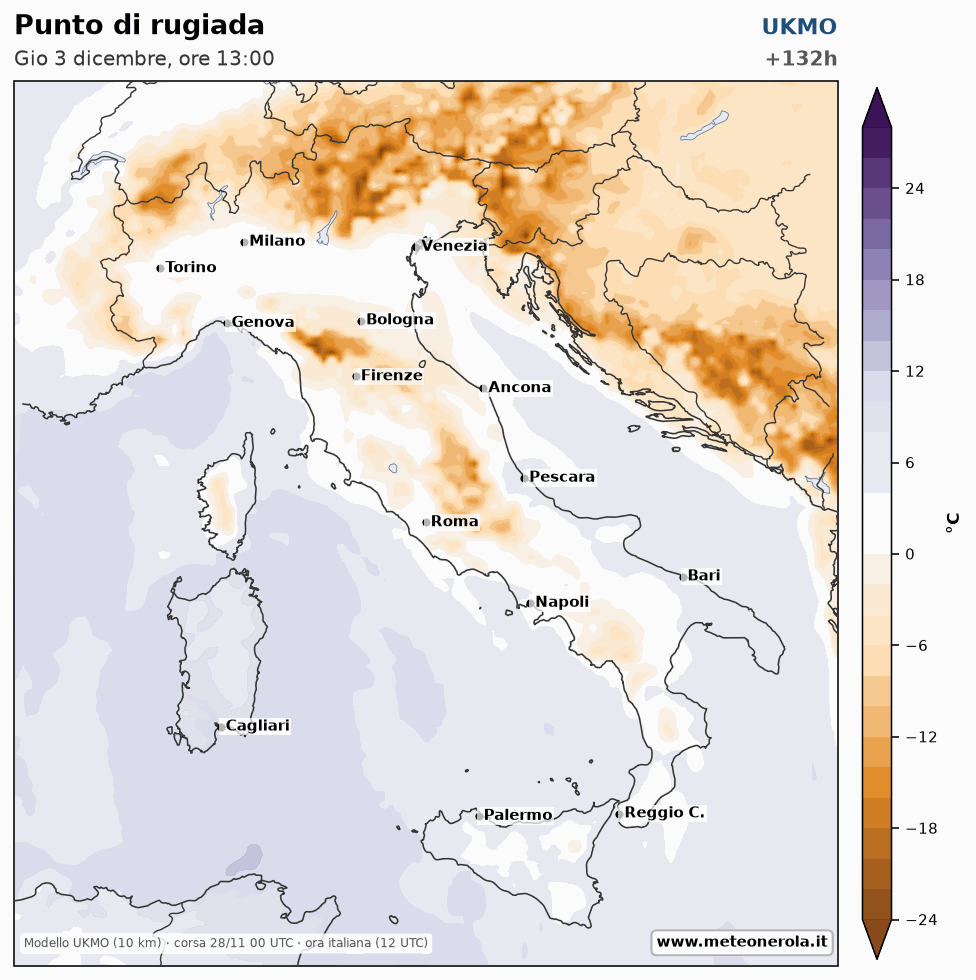 Punto di rugiada
UKMO
Gio 3 dicembre, ore 13:00
+132h
Milano
Venezia
Torino
Genova
Bologna
Firenze
Ancona
Pescara
Roma
Bari
Napoli
Cagliari
Palermo
Reggio C.
24
18
12
6
0
−6
−12
−18
−24
°C
Modello UKMO (10 km) · corsa 28/11 00 UTC · ora italiana (12 UTC)
www.meteonerola.it